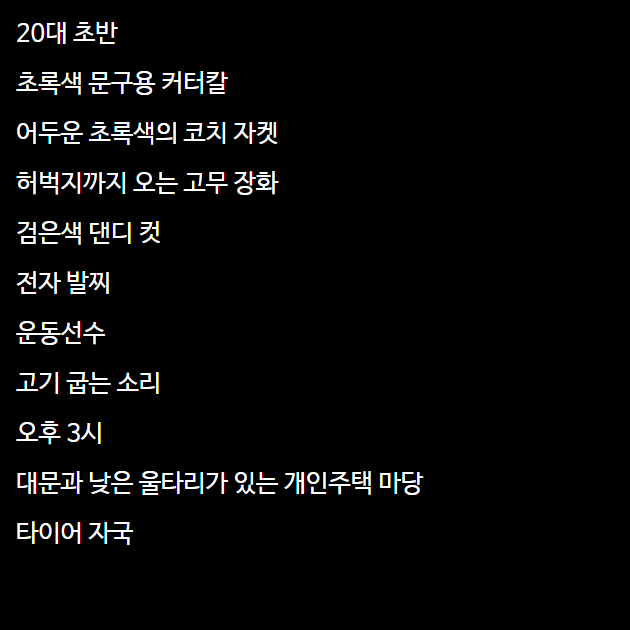 20대 초반
초록색 문구용 커터칼
어두운 초록색의 코치 자켓
허벅지까지 오는 고무 장화
검은색 댄디 컷
전자 발찌
운동선수
고기 굽는 소리
오후 3시
대문과 낮은 울타리가 있는 개인주택 마당
타이어 자국